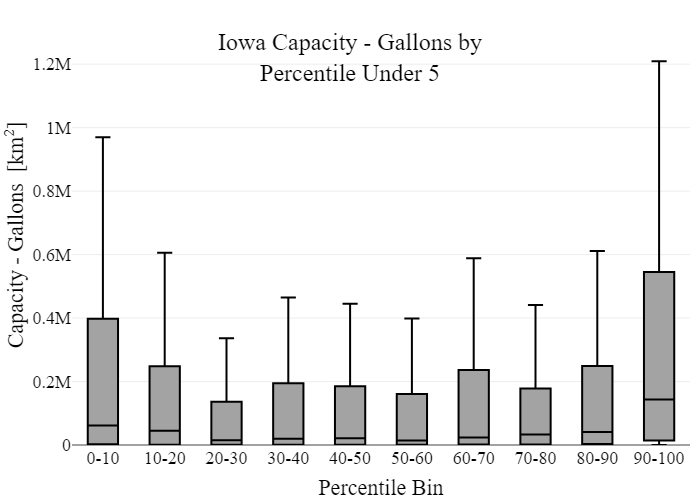 Iowa Capacity - Gallons by
Percentile Under 5
Capacity - Gallons [km²]
1.2M
1M
0.8M
0.6M
0.4M
0.2M
0
0-10 10-20 20-30 30-40 40-50 50-60 60-70 70-80 80-90 90-100
Percentile Bin